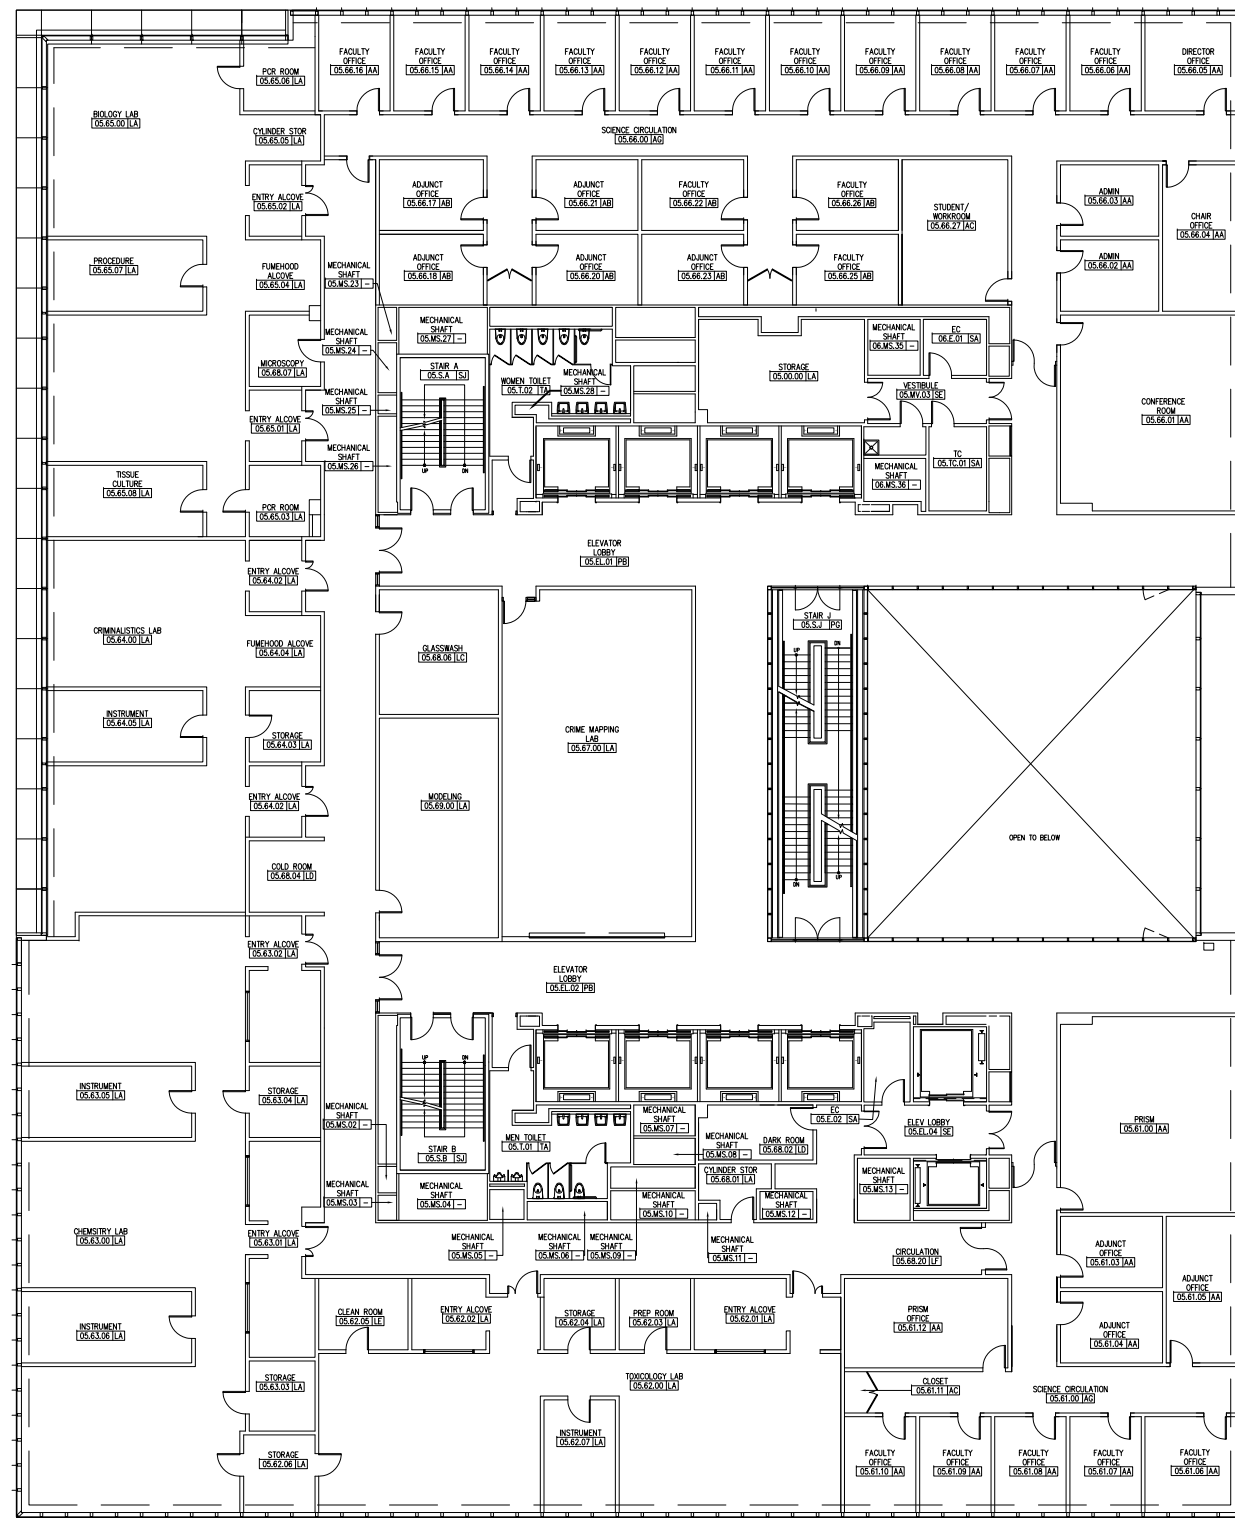 FACULTY
OFFICE
05.66.16 AA
FACULTY
OFFICE
05.66.15 AA
FACULTY
OFFICE
05.66.14 AA
FACULTY
OFFICE
05.66.13 AA
FACULTY
OFFICE
05.66.12 AA
FACULTY
OFFICE
05.66.11 AA
FACULTY
OFFICE
05.66.10 AA
FACULTY
OFFICE
05.66.09 AA
FACULTY
OFFICE
05.66.08 AA
FACULTY
OFFICE
05.66.07 AA
FACULTY
OFFICE
05.66.06 AA
DIRECTOR
OFFICE
05.66.05 AA
PCR ROOM
05.65.06 LA
BIOLOGY LAB
05.65.00 LA
CYLINDER STOR
05.65.05 LA
SCIENCE CIRCULATION
05.66.00 AG
ENTRY ALCOVE
05.65.02 LA
ADJUNCT
OFFICE
05.66.17 AB
ADJUNCT
OFFICE
05.66.21 AB
FACULTY
OFFICE
05.66.22 AB
FACULTY
OFFICE
05.66.26 AB
STUDENT/
WORKROOM
05.66.27 AC
ADMIN
05.66.03 AA
CHAIR
OFFICE
05.66.04 AA
PROCEDURE
05.65.07 LA
FUMEHOOD
ALCOVE
05.65.04 LA
MECHANICAL
SHAFT
05.MS.23 -
ADJUNCT
OFFICE
05.66.18 AB
ADJUNCT
OFFICE
05.66.20 AB
ADJUNCT
OFFICE
05.66.23 AB
FACULTY
OFFICE
05.66.25 AB
ADMIN
05.66.02 AA
MECHANICAL
SHAFT
05.MS.24 -
MECHANICAL
SHAFT
05.MS.27 -
MECHANICAL
SHAFT
06.MS.35 -
EC
06.E.01 SA
MICROSCOPY
05.68.07 LA
STAIR A
05.S.A SJ
WOMEN TOILET
05.T.02 TA
MECHANICAL
SHAFT
05.MS.28 -
STORAGE
05.00.00 LA
VESTIBULE
05.MV.03 SE
MECHANICAL
SHAFT
05.MS.25 -
ENTRY ALCOVE
05.65.01 LA
CONFERENCE
ROOM
05.66.01 AA
MECHANICAL
SHAFT
05.MS.26 -
UP
DN
TC
05.TC.01 SA
MECHANICAL
SHAFT
06.MS.36 -
TISSUE
CULTURE
05.65.08 LA
PCR ROOM
05.65.03 LA
ELEVATOR
LOBBY
05.EL.01 PB
ENTRY ALCOVE
05.64.02 LA
CRIMINALISTICS LAB
05.64.00 LA
FUMEHOOD ALCOVE
05.64.04 LA
GLASSWASH
05.68.06 LC
STAIR J
05.S.J PG
UP
DN
INSTRUMENT
05.64.05 LA
STORAGE
05.64.03 LA
CRIME MAPPING
LAB
05.67.00 LA
ENTRY ALCOVE
05.64.02 LA
MODELING
05.69.00 LA
OPEN TO BELOW
COLD ROOM
05.68.04 LD
DN
UP
ENTRY ALCOVE
05.63.02 LA
ELEVATOR
LOBBY
05.EL.02 PB
UP
DN
INSTRUMENT
05.63.05 LA
STORAGE
05.63.04 LA
MECHANICAL
SHAFT
05.MS.02 -
MECHANICAL
SHAFT
05.MS.07 -
EC
05.E.02 SA
ELEV LOBBY
05.EL.04 SE
PRISM
05.61.00 AA
STAIR B
05.S.B SJ
MEN TOILET
05.T.01 TA
MECHANICAL
SHAFT
05.MS.08 -
DARK ROOM
05.68.02 LD
CYLINDER STOR
05.68.01 LA
MECHANICAL
SHAFT
05.MS.13 -
MECHANICAL
SHAFT
05.MS.03 -
MECHANICAL
SHAFT
05.MS.04 -
MECHANICAL
SHAFT
05.MS.10 -
MECHANICAL
SHAFT
05.MS.12 -
CHEMSITRY LAB
05.63.00 LA
ENTRY ALCOVE
05.63.01 LA
MECHANICAL
SHAFT
05.MS.05 -
MECHANICAL
SHAFT
05.MS.06 -
MECHANICAL
SHAFT
05.MS.09 -
MECHANICAL
SHAFT
05.MS.11 -
CIRCULATION
05.68.20 LF
ADJUNCT
OFFICE
05.61.03 AA
ADJUNCT
OFFICE
05.61.05 AA
INSTRUMENT
05.63.06 LA
CLEAN ROOM
05.62.05 LE
ENTRY ALCOVE
05.62.02 LA
STORAGE
05.62.04 LA
PREP ROOM
05.62.03 LA
ENTRY ALCOVE
05.62.01 LA
PRISM
OFFICE
05.61.12 AA
ADJUNCT
OFFICE
05.61.04 AA
STORAGE
05.63.03 LA
TOXICOLOGY LAB
05.62.00 LA
CLOSET
05.61.11 AC
SCIENCE CIRCULATION
05.61.00 AG
INSTRUMENT
05.62.07 LA
STORAGE
05.62.06 LA
FACULTY
OFFICE
05.61.10 AA
FACULTY
OFFICE
05.61.09 AA
FACULTY
OFFICE
05.61.08 AA
FACULTY
OFFICE
05.61.07 AA
FACULTY
OFFICE
05.61.06 AA